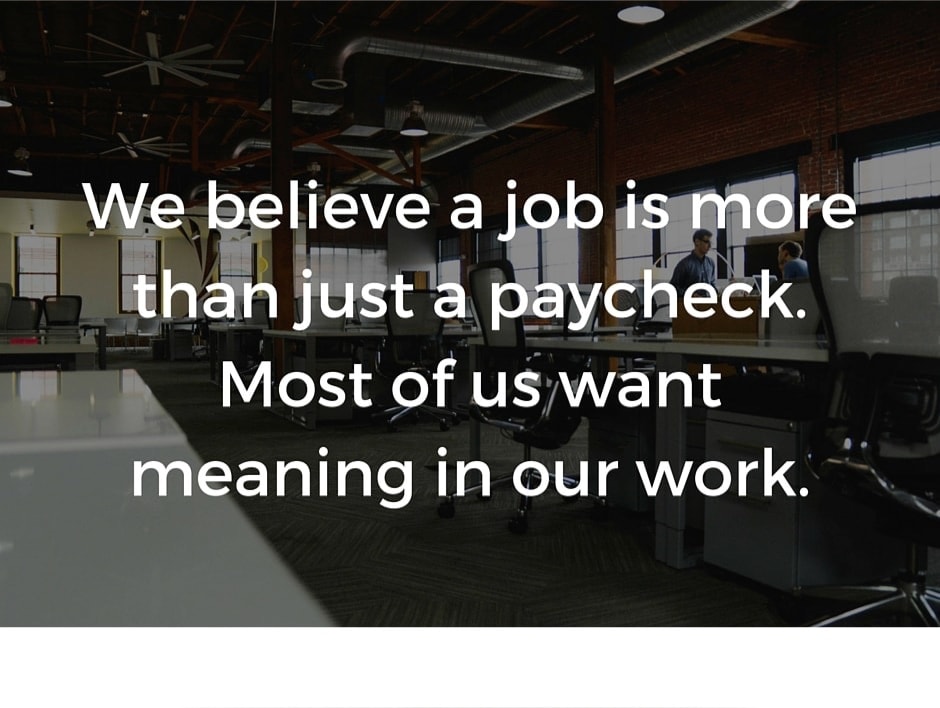 We believe a job is more
than just a paycheck.
Most of us want
meaning in our work.